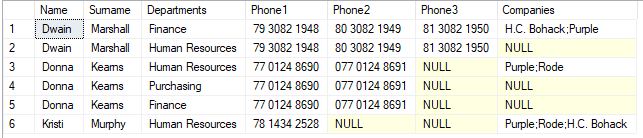 Name Surname Departments Phone1 Phone2 Phone3 Companies
1 Dwain Marshall Finance 79 3082 1948 80 3082 1949 81 3082 1950 H.C. Bohack;Purple
2 Dwain Marshall Human Resources 79 3082 1948 80 3082 1949 81 3082 1950 NULL
3 Donna Kearns Human Resources 77 0124 8690 077 0124 8691 NULL Purple;Rode
4 Donna Kearns Purchasing 77 0124 8690 077 0124 8691 NULL NULL
5 Donna Kearns Finance 77 0124 8690 077 0124 8691 NULL NULL
6 Kristi Murphy Human Resources 78 1434 2528 NULL NULL Purple;Rode;H.C. Bohack